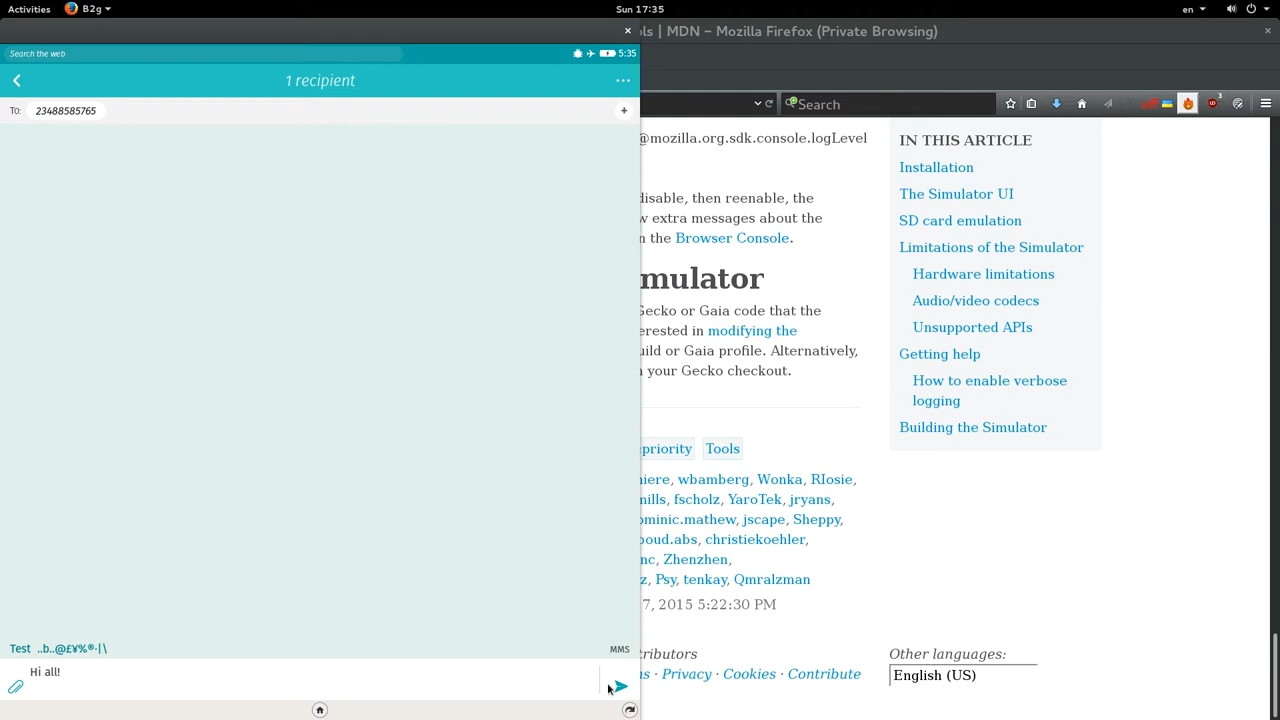 Activities B2g Sun 17:35 en
ols | MDN – Mozilla Firefox (Private Browsing)
Search the web 5:35
1 recipient
To: 23488585765 +
Test ..b..@£¥%®·|\ MMS
Hi all!
Search off 3
@mozilla.org.sdk.console.logLevel
disable, then reenable, the
w extra messages about the
n the Browser Console.
mulator
Gecko or Gaia code that the
erested in modifying the
uild or Gaia profile. Alternatively,
n your Gecko checkout.
priority Tools
niere, wbamberg, Wonka, RIosie,
mills, fscholz, YaroTek, jryans,
ominic.mathew, jscape, Sheppy,
boud.abs, christiekoehler,
nc, Zhenzhen,
z, Psy, tenkay, Qmralzman
7, 2015 5:22:30 PM
ributors
ns · Privacy · Cookies · Contribute
IN THIS ARTICLE
Installation
The Simulator UI
SD card emulation
Limitations of the Simulator
Hardware limitations
Audio/video codecs
Unsupported APIs
Getting help
How to enable verbose
logging
Building the Simulator
Other languages:
English (US)